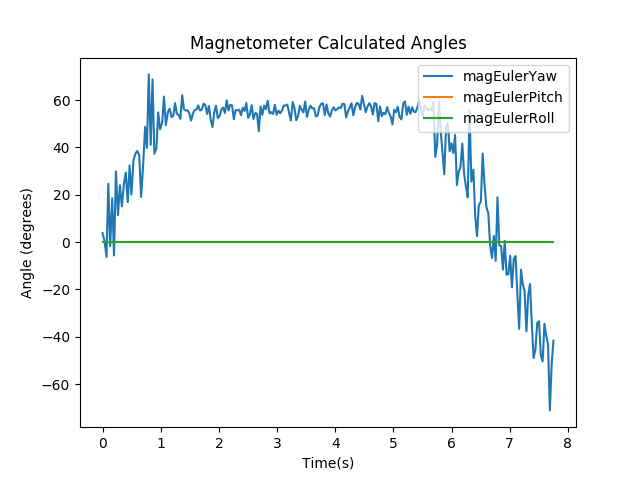 Magnetometer Calculated Angles
magEulerYaw
magEulerPitch
magEulerRoll
Angle (degrees)
60
40
20
0
−20
−40
−60
0 1 2 3 4 5 6 7 8
Time(s)